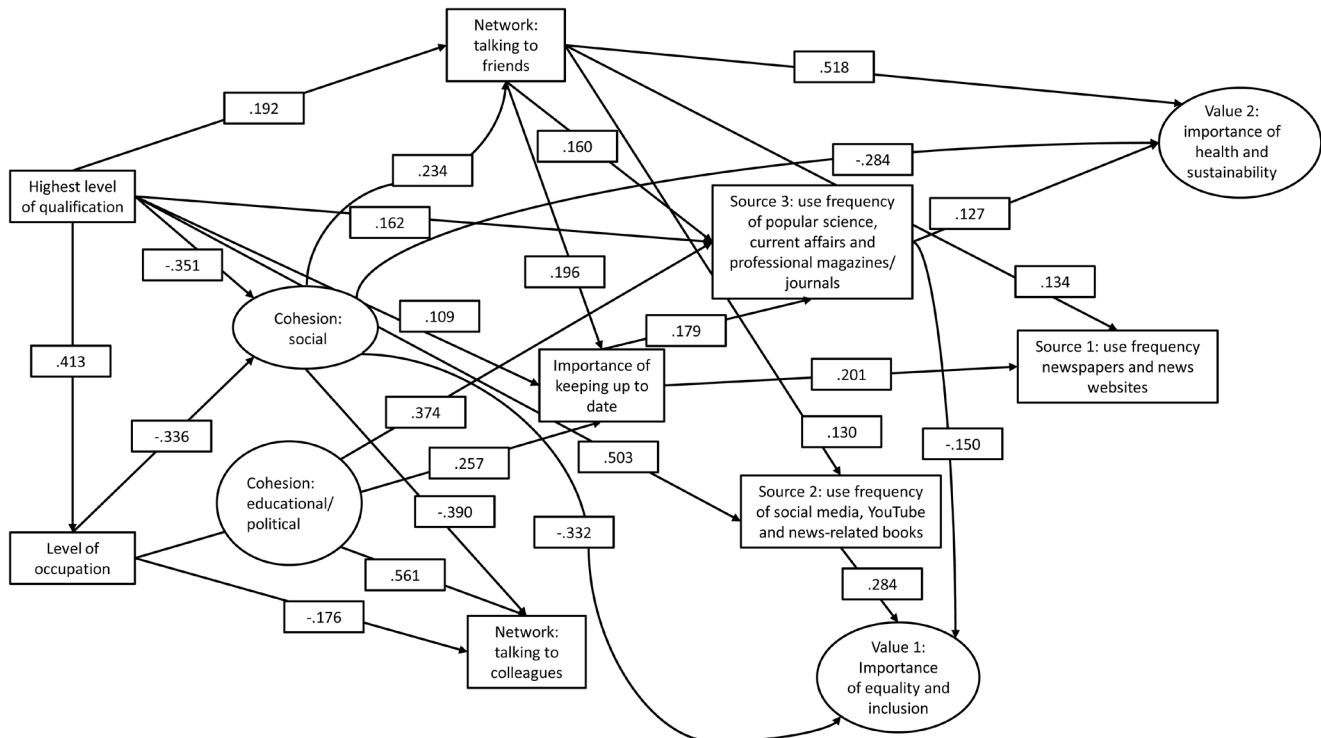 Network:
talking to
friends
.518
Value 2:
importance of
health and
sustainability
.192
.160
.234
-.284
Highest level
of qualification
.162
Source 3: use frequency
of popular science,
current affairs and
professional magazines/
journals
.127
-.351
.196
.134
Cohesion:
social
.109
.179
Source 1: use frequency
newspapers and news
websites
.413
Importance of
keeping up to
date
.201
.374
-.336
.130
-.150
.257
.503
Cohesion:
educational/
political
-.390
Source 2: use frequency
of social media, YouTube
and news-related books
-.332
Level of
occupation
.561
.284
-.176
Network:
talking to
colleagues
Value 1:
Importance
of equality and
inclusion